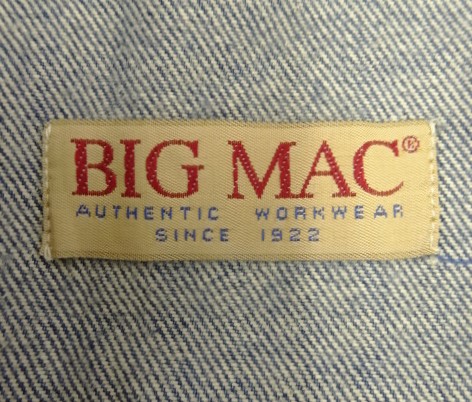 BIG MAC®
AUTHENTIC WORKWEAR
SINCE 1922